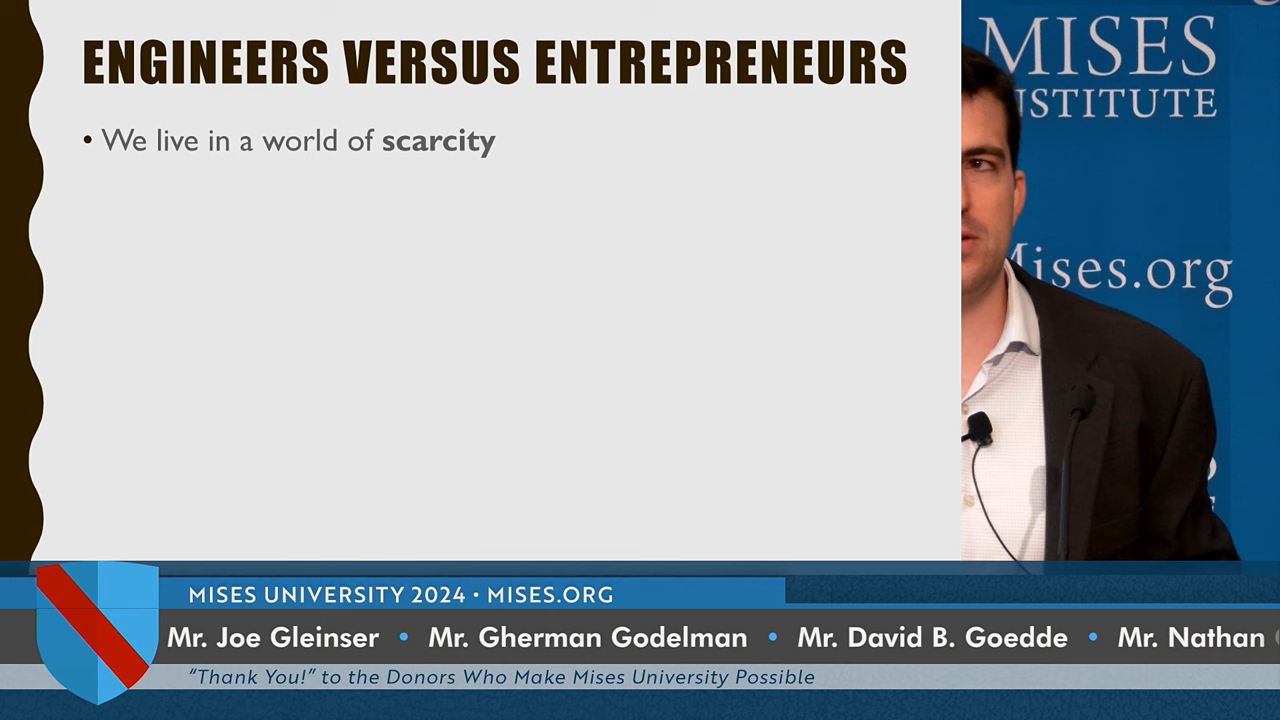 ENGINEERS VERSUS ENTREPRENEURS
• We live in a world of scarcity
MISES
INSTITUTE
Mises.org
MISES UNIVERSITY 2024 • MISES.ORG
Mr. Joe Gleinser • Mr. Gherman Godelman • Mr. David B. Goedde • Mr. Nathan
“Thank You!” to the Donors Who Make Mises University Possible